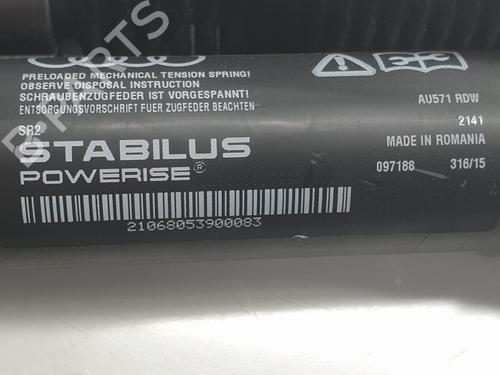 PRELOADED MECHANICAL TENSION SPRING!
OBSERVE DISPOSAL INSTRUCTION
SCHRAUBENZUGFEDER IST VORGESPANNT!
ENTSORGUNGSVORSCHRIFT FUER ZUGFEDER BEACHTEN
SR2
STABILUS
POWERISE®
21068053900083
AU571 RDW
2141
MADE IN ROMANIA
097188 316/15
PARTS